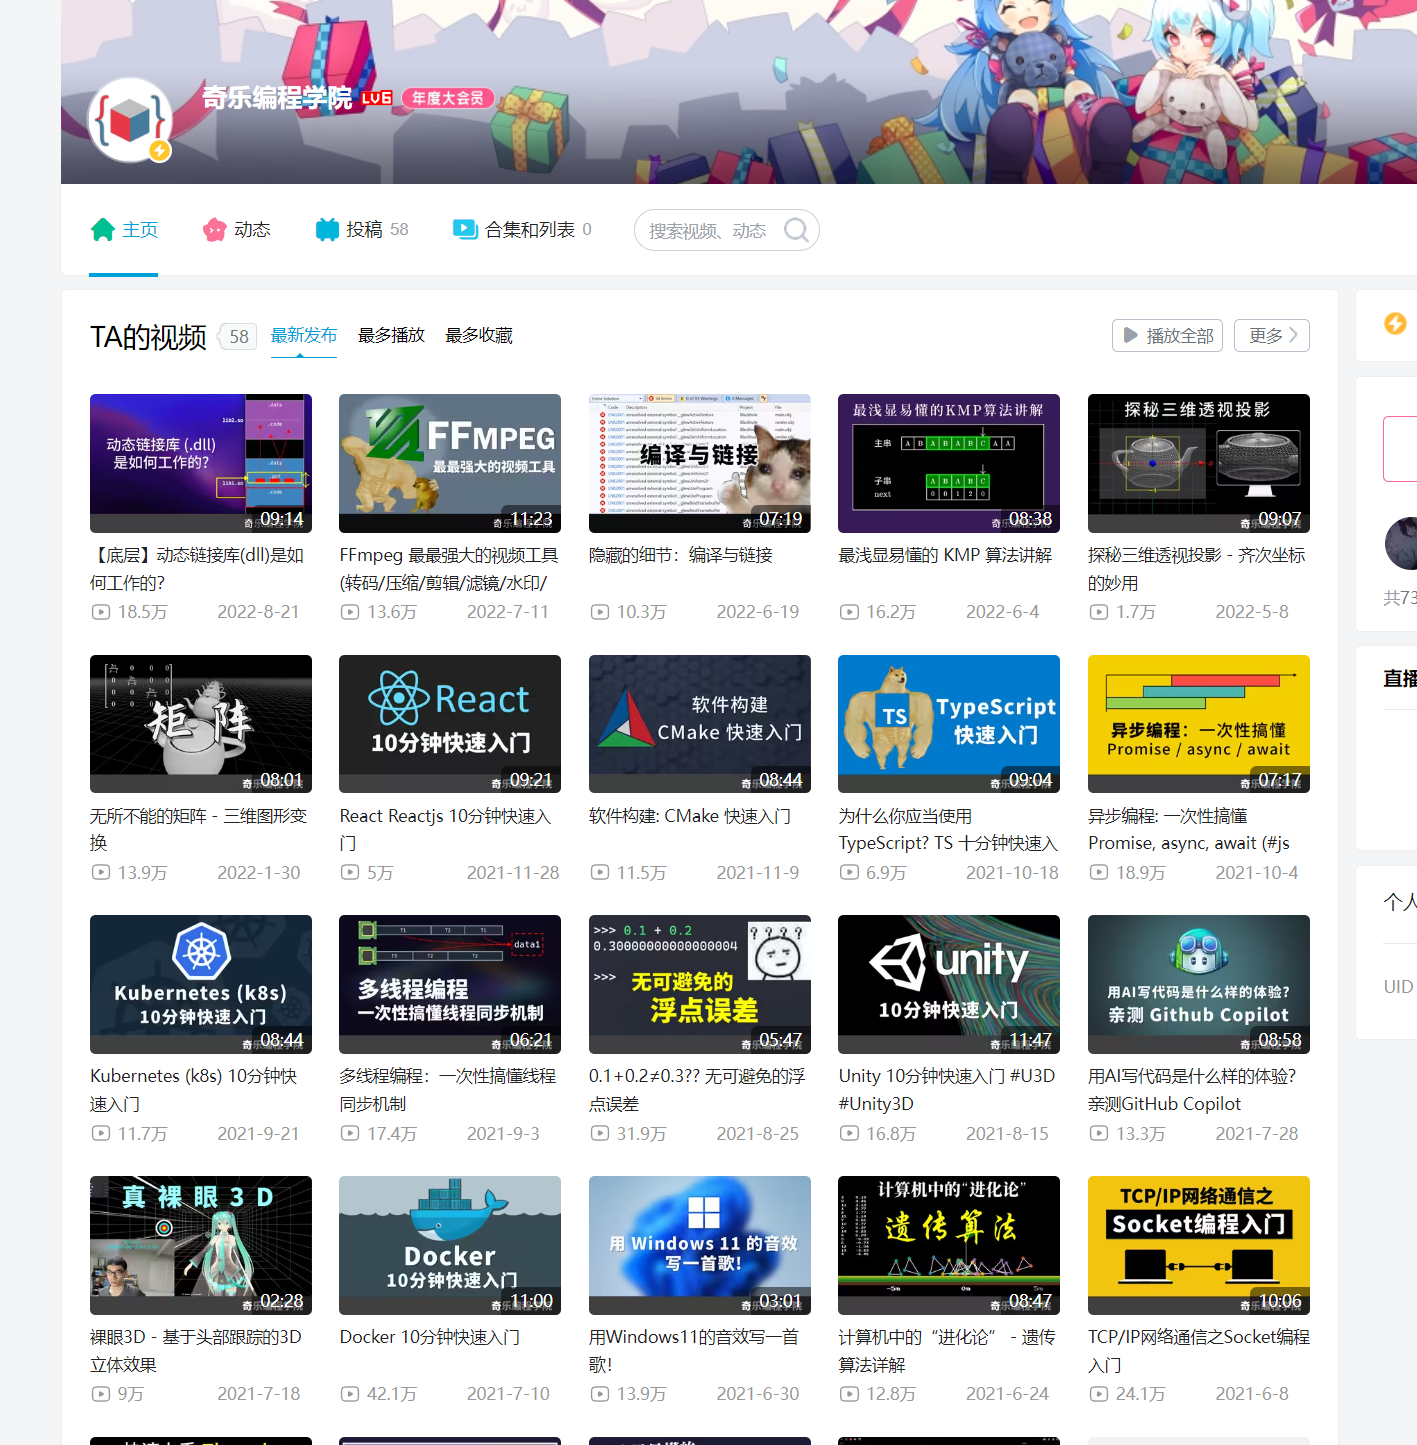 奇乐编程学院 LV6 年度大会员
主页 动态 投稿 58 合集和列表 0 搜索视频、动态
TA的视频 58 最新发布 最多播放 最多收藏 播放全部 更多
动态链接库 (.dll)
是如何工作的?
09:14
FFMPEG
最最强大的视频工具
11:23
编译与链接
07:19
最浅显易懂的KMP算法讲解
主串 A B A B A B C A A
子串 A B A B C
next 0 0 1 2 0
08:38
探秘三维透视投影
09:07
【底层】动态链接库(dll)是如
何工作的?
18.5万 2022-8-21
FFmpeg 最最强大的视频工具
(转码/压缩/剪辑/滤镜/水印/
13.6万 2022-7-11
隐藏的细节：编译与链接
10.3万 2022-6-19
最浅显易懂的 KMP 算法讲解
16.2万 2022-6-4
探秘三维透视投影 - 齐次坐标
的妙用
1.7万 2022-5-8
矩阵
08:01
React
10分钟快速入门
09:21
软件构建
CMake 快速入门
08:44
TS
TypeScript
快速入门
09:04
异步编程：一次性搞懂
Promise / async / await
07:17
无所不能的矩阵 - 三维图形变
换
13.9万 2022-1-30
React Reactjs 10分钟快速入
门
5万 2021-11-28
软件构建: CMake 快速入门
11.5万 2021-11-9
为什么你应当使用
TypeScript? TS 十分钟快速入
6.9万 2021-10-18
异步编程: 一次性搞懂
Promise, async, await (#js
18.9万 2021-10-4
Kubernetes (k8s)
10分钟快速入门
08:44
data1
多线程编程
一次性搞懂线程同步机制
06:21
>>> 0.1 + 0.2
0.30000000000000004
>>>
? ? ? ?
无可避免的
浮点误差
05:47
unity
10分钟快速入门
11:47
用AI写代码是什么样的体验?
亲测 Github Copilot
08:58
Kubernetes (k8s) 10分钟快
速入门
11.7万 2021-9-21
多线程编程：一次性搞懂线程
同步机制
17.4万 2021-9-3
0.1+0.2≠0.3?? 无可避免的浮
点误差
31.9万 2021-8-25
Unity 10分钟快速入门 #U3D
#Unity3D
16.8万 2021-8-15
用AI写代码是什么样的体验?
亲测GitHub Copilot
13.3万 2021-7-28
真裸眼3D
02:28
Docker
10分钟快速入门
11:00
用 Windows 11 的音效
写一首歌!
03:01
计算机中的“进化论”
遗传算法
-5m 0m 5m
08:47
TCP/IP网络通信之
Socket编程入门
10:06
裸眼3D - 基于头部跟踪的3D
立体效果
9万 2021-7-18
Docker 10分钟快速入门
42.1万 2021-7-10
用Windows11的音效写一首
歌！
13.9万 2021-6-30
计算机中的“进化论” - 遗传
算法详解
12.8万 2021-6-24
TCP/IP网络通信之Socket编程
入门
24.1万 2021-6-8
共73
直播
个人
UID